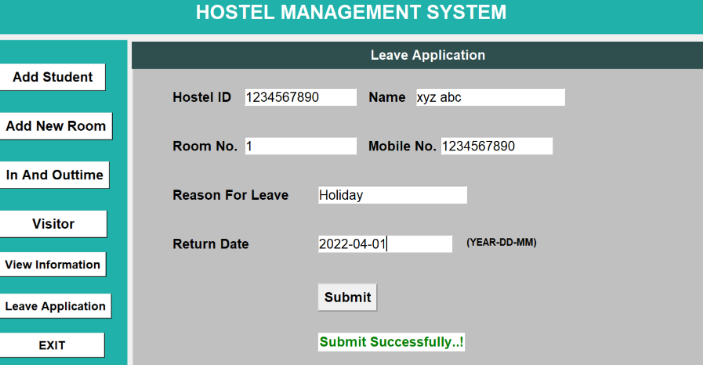 HOSTEL MANAGEMENT SYSTEM
Leave Application
Add Student
Add New Room
In And Outtime
Visitor
View Information
Leave Application
EXIT
Hostel ID 1234567890 Name xyz abc
Room No. 1 Mobile No. 1234567890
Reason For Leave Holiday
Return Date 2022-04-01 (YEAR-DD-MM)
Submit
Submit Successfully..!